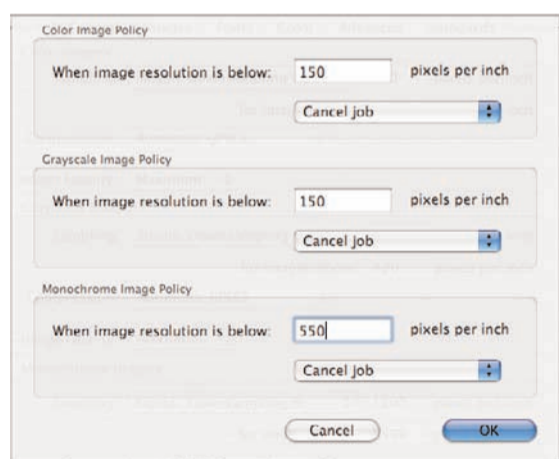 Color Image Policy
When image resolution is below: 150 pixels per inch
Cancel job
Grayscale Image Policy
When image resolution is below: 150 pixels per inch
Cancel job
Monochrome Image Policy
When image resolution is below: 550 pixels per inch
Cancel job
Cancel OK